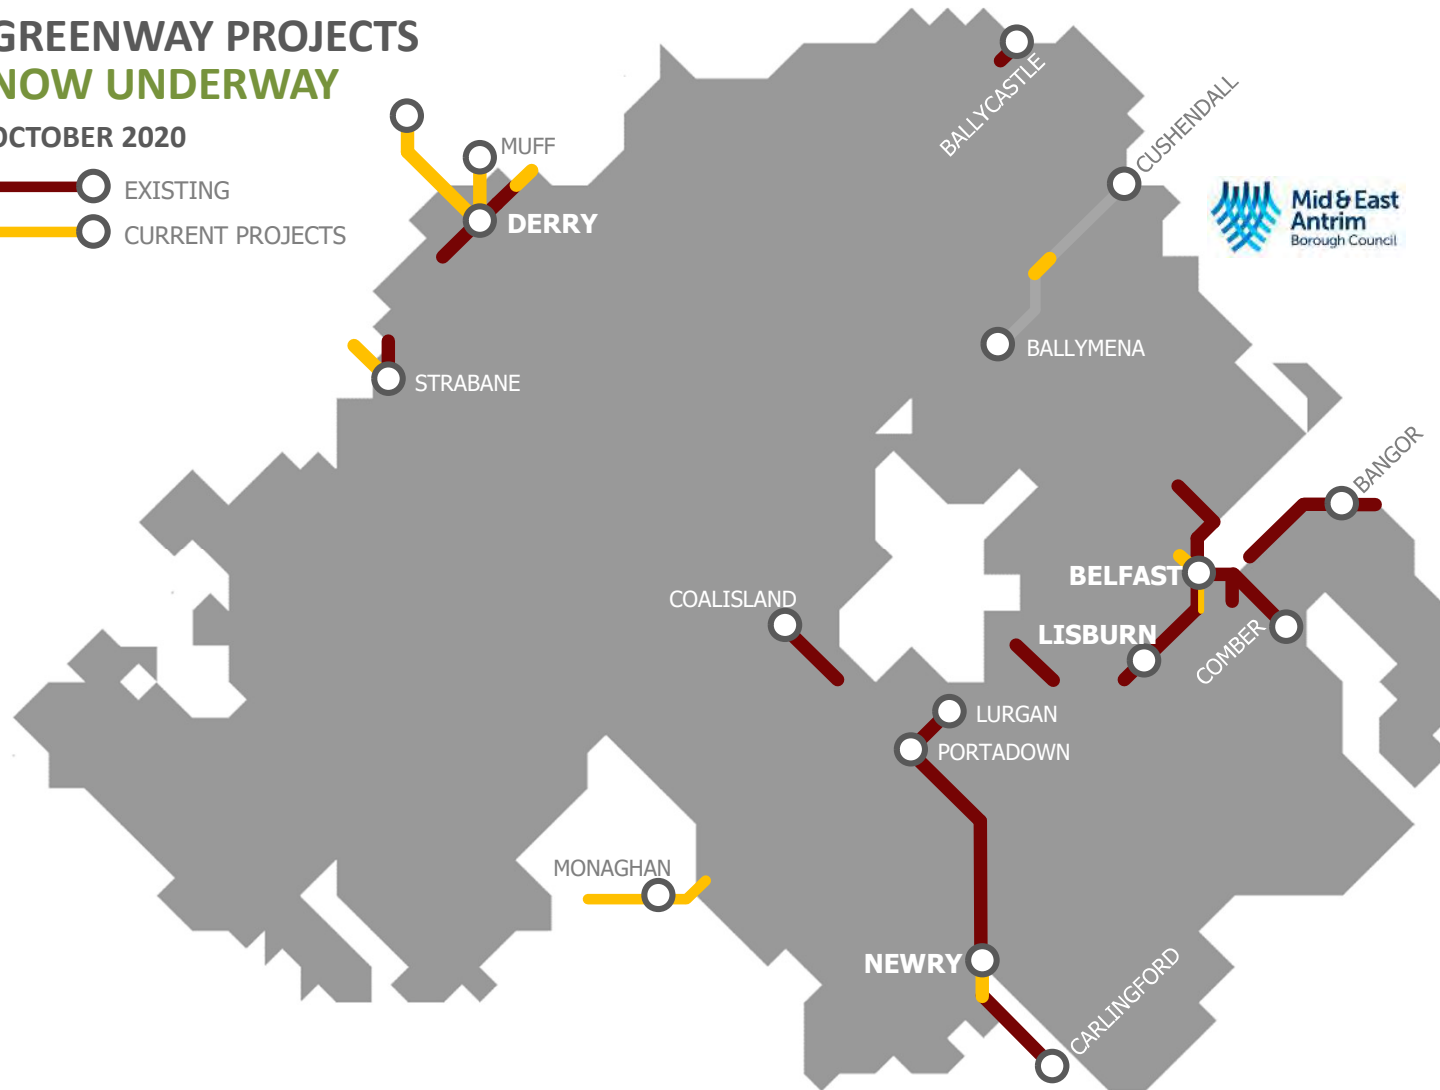 GREENWAY PROJECTS
NOW UNDERWAY
OCTOBER 2020
EXISTING
CURRENT PROJECTS
MUFF
DERRY
STRABANE
BALLYCASTLE
CUSHENDALL
Mid & East
Antrim
Borough Council
BALLYMENA
BANGOR
BELFAST
COALISLAND
LISBURN
COMBER
LURGAN
PORTADOWN
MONAGHAN
NEWRY
CARLINGFORD